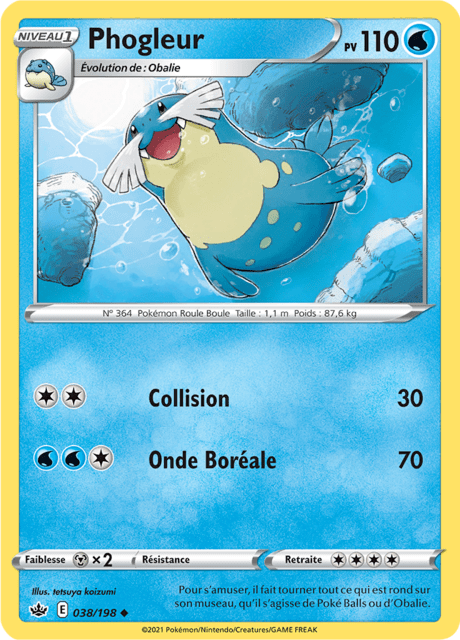 NIVEAU 1
Phogleur
PV 110
Évolution de : Obalie
N° 364 Pokémon Roule Boule Taille : 1,1 m Poids : 87,6 kg
Collision 30
Onde Boréale 70
Faiblesse ×2 Résistance Retraite
Illus. tetsuya koizumi
Pour s'amuser, il fait tourner tout ce qui est rond sur
son museau, qu'il s'agisse de Poké Balls ou d'Obalie.
E 038/198
©2021 Pokémon/Nintendo/Creatures/GAME FREAK